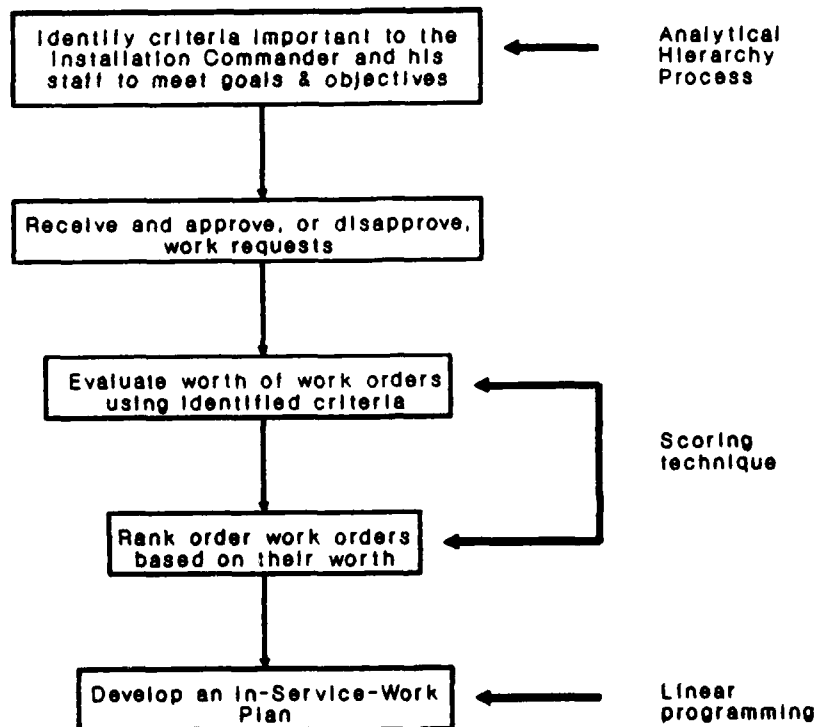 Identify criteria important to the
Installation Commander and his
staff to meet goals & objectives
Analytical
Hierarchy
Process
Receive and approve, or disapprove,
work requests
Evaluate worth of work orders
using identified criteria
Scoring
technique
Rank order work orders
based on their worth
Develop an In-Service-Work
Plan
Linear
programming